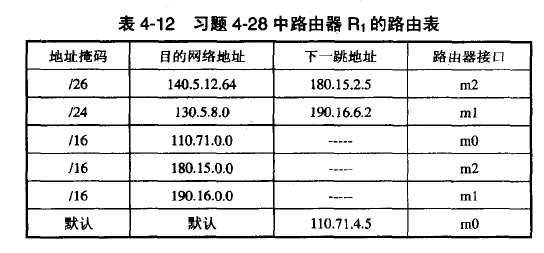 表 4-12 习题 4-28 中路由器 R₁ 的路由表
地址掩码 目的网络地址 下一跳地址 路由器接口
/26 140.5.12.64 180.15.2.5 m2
/24 130.5.8.0 190.16.6.2 m1
/16 110.71.0.0 ----- m0
/16 180.15.0.0 ----- m2
/16 190.16.0.0 ----- m1
默认 默认 110.71.4.5 m0